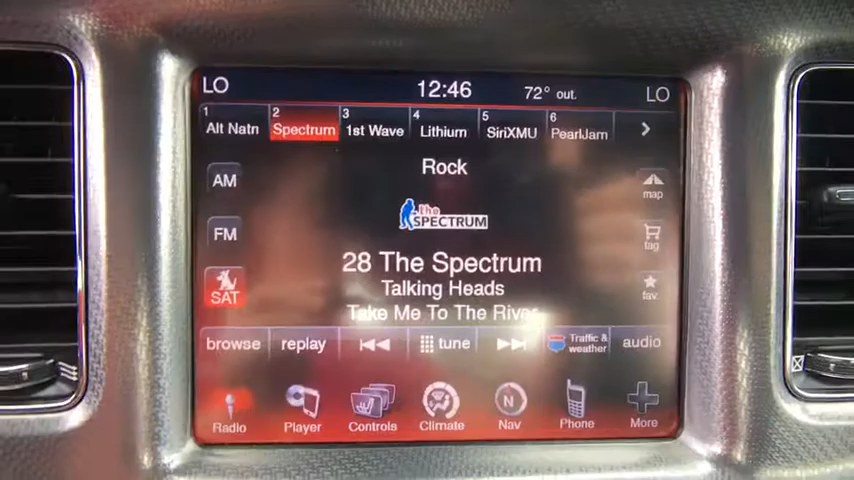 LO 12:46 72° out. LO
1 Alt Natn 2 Spectrum 3 1st Wave 4 Lithium 5 SiriXMU 6 PearlJam
Rock
AM
map
the SPECTRUM
FM
tag
28 The Spectrum
Talking Heads
SAT
fav.
Take Me To The River
browse replay tune Traffic & weather audio
N
Radio Player Controls Climate Nav Phone More